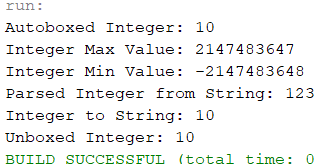 run:
Autoboxed Integer: 10
Integer Max Value: 2147483647
Integer Min Value: -2147483648
Parsed Integer from String: 123
Integer to String: 10
Unboxed Integer: 10
BUILD SUCCESSFUL (total time: 0